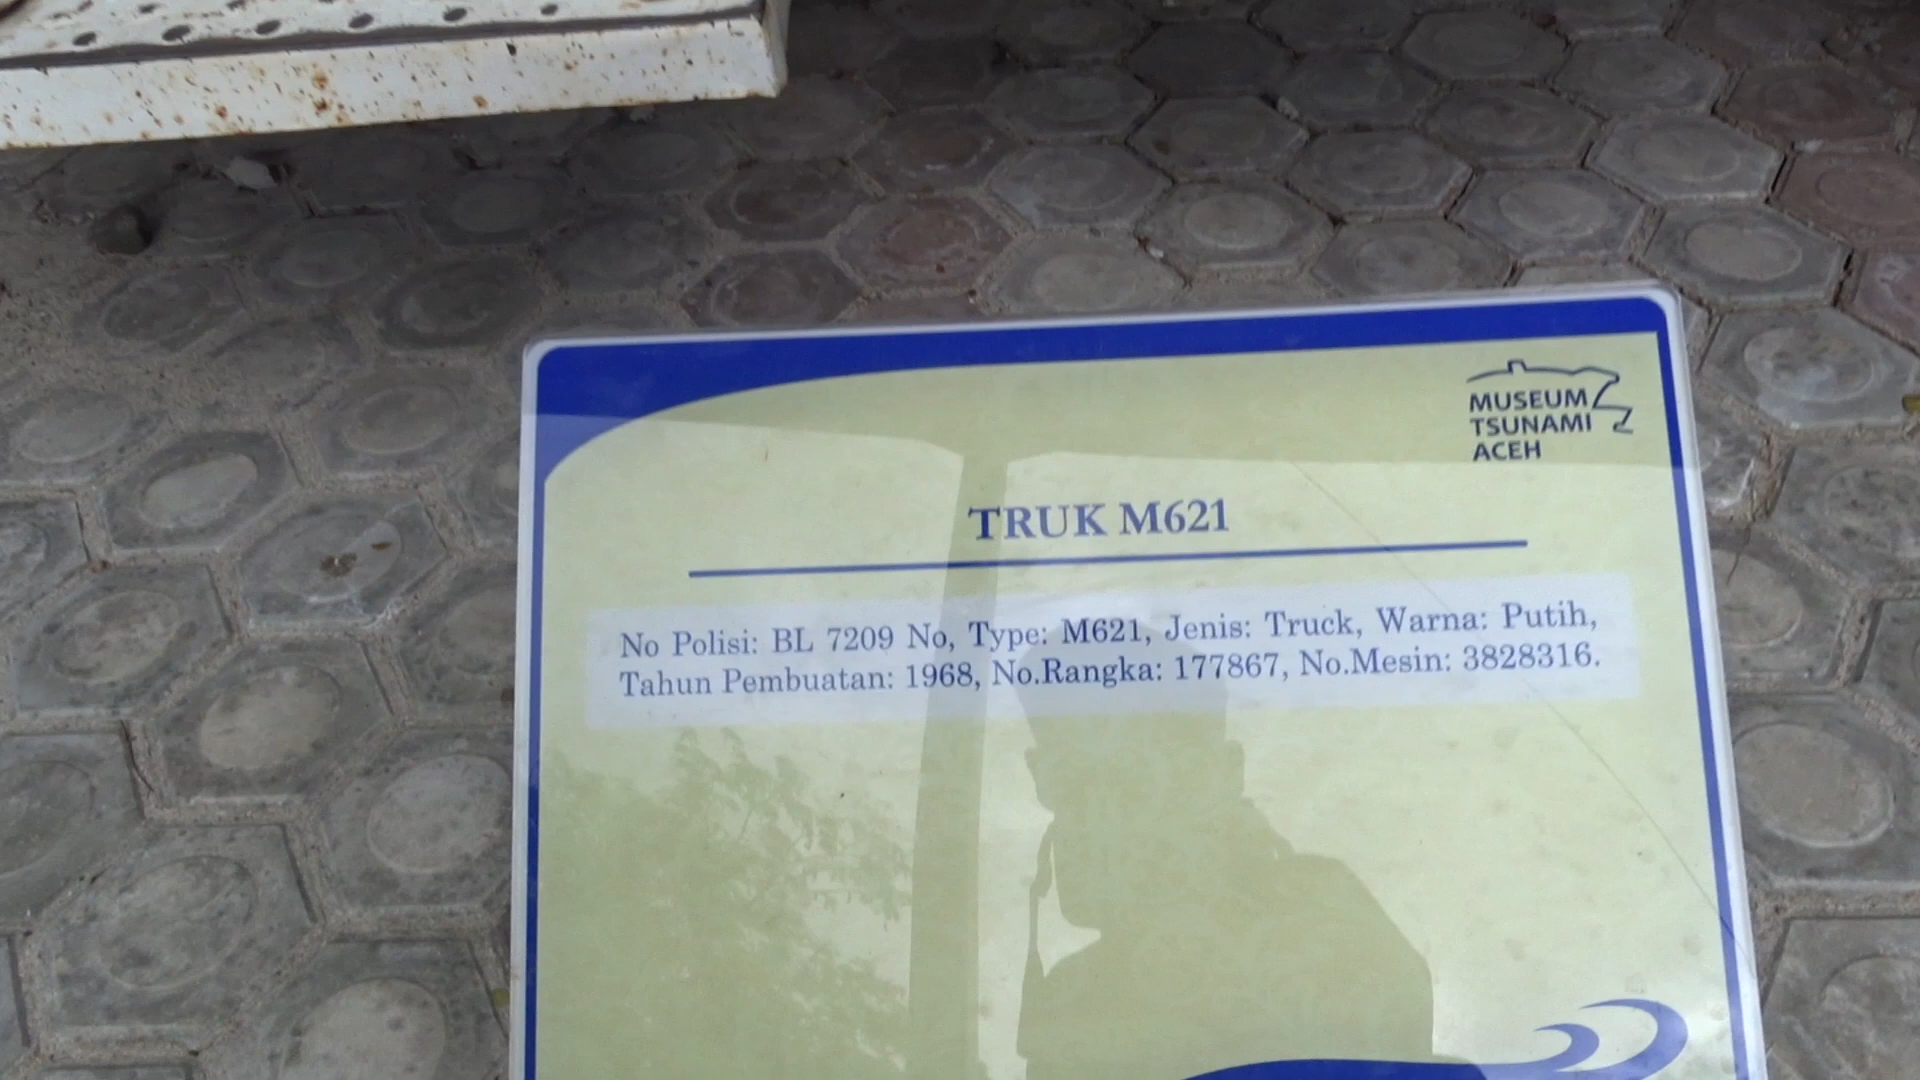 MUSEUM
TSUNAMI
ACEH
TRUK M621
No Polisi: BL 7209 No, Type: M621, Jenis: Truck, Warna: Putih,
Tahun Pembuatan: 1968, No.Rangka: 177867, No.Mesin: 3828316.